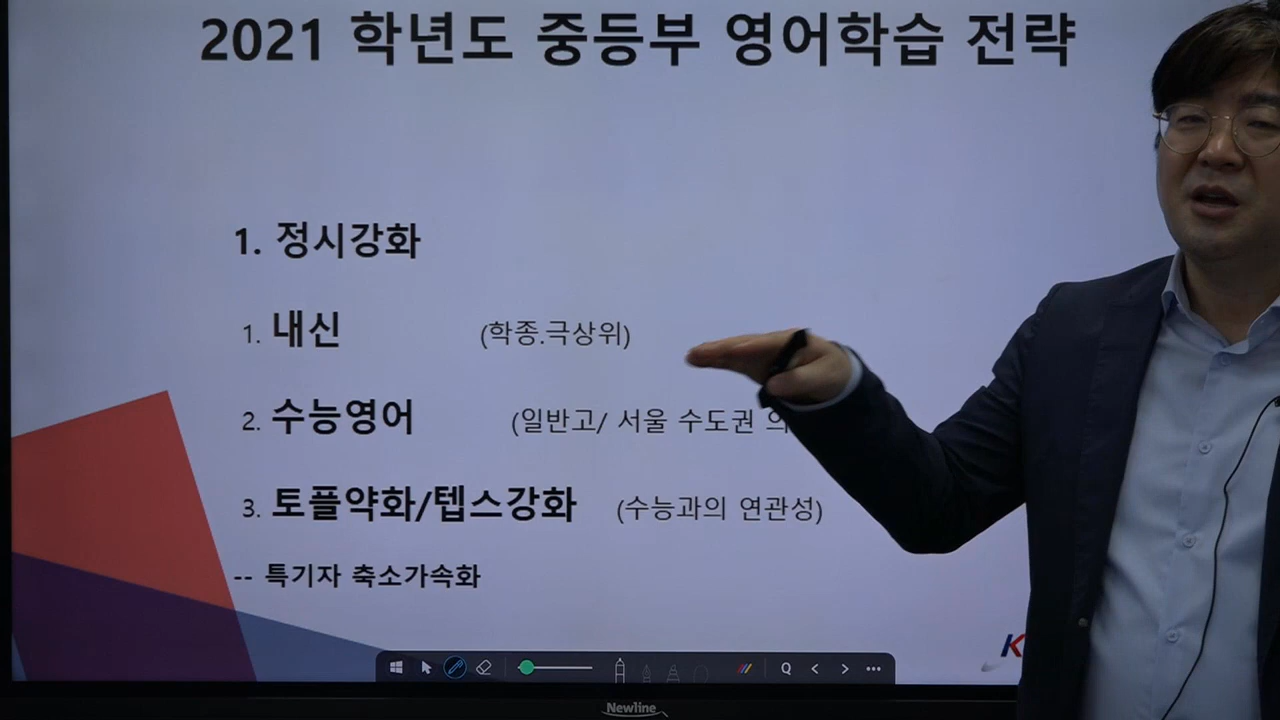 2021 학년도 중등부 영어학습 전략
1. 정시강화
1. 내신 (학종.극상위)
2. 수능영어 (일반고/ 서울 수도권
3. 토플약화/텝스강화 (수능과의 연관성)
-- 특기자 축소가속화
K
Newline